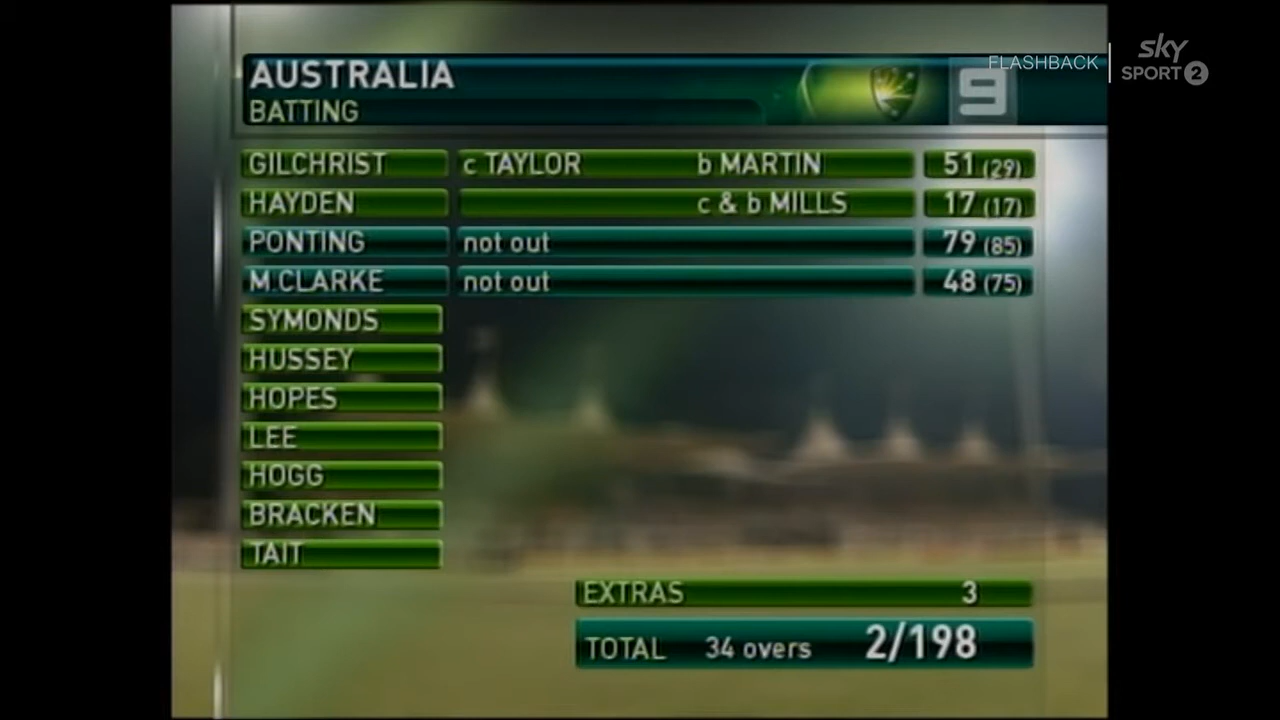 FLASHBACK
sky
SPORT 2
AUSTRALIA
BATTING
9
GILCHRIST c TAYLOR b MARTIN 51 (29)
HAYDEN c & b MILLS 17 (17)
PONTING not out 79 (85)
M.CLARKE not out 48 (75)
SYMONDS
HUSSEY
HOPES
LEE
HOGG
BRACKEN
TAIT
EXTRAS 3
TOTAL 34 overs 2/198